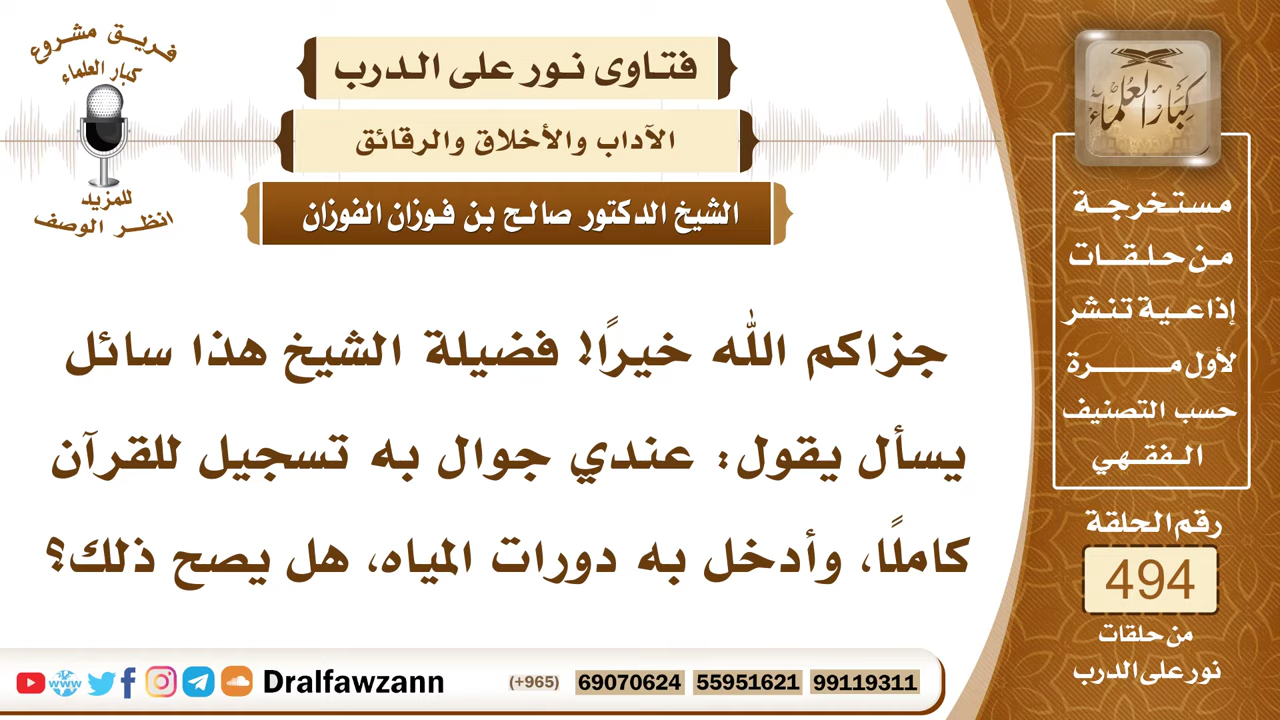 فريق مشروع
كبار العلماء
للمزيد
انظر الوصف
فتاوى نور على الدرب
الآداب والأخلاق والرقائق
الشيخ الدكتور صالح بن فوزان الفوزان
جزاكم الله خيرًا! فضيلة الشيخ هذا سائل
يسأل يقول: عندي جوال به تسجيل للقرآن
كاملًا، وأدخل به دورات المياه، هل يصح ذلك؟
كبار العلماء
مستخرجة
من حلقات
إذاعية تنشر
لأول مرة
حسب التصنيف
الفقهي
رقم الحلقة
494
من حلقات
نور على الدرب
www Dralfawzann (+965) 69070624 55951621 99119311